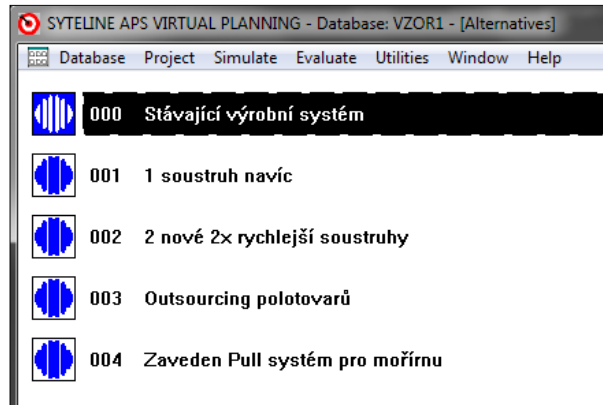 SYTELINE APS VIRTUAL PLANNING - Database: VZOR1 - [Alternatives]
Database Project Simulate Evaluate Utilities Window Help
000 Stávající výrobní systém
001 1 soustruh navíc
002 2 nové 2x rychlejší soustruhy
003 Outsourcing polotovarů
004 Zaveden Pull systém pro mořírnu